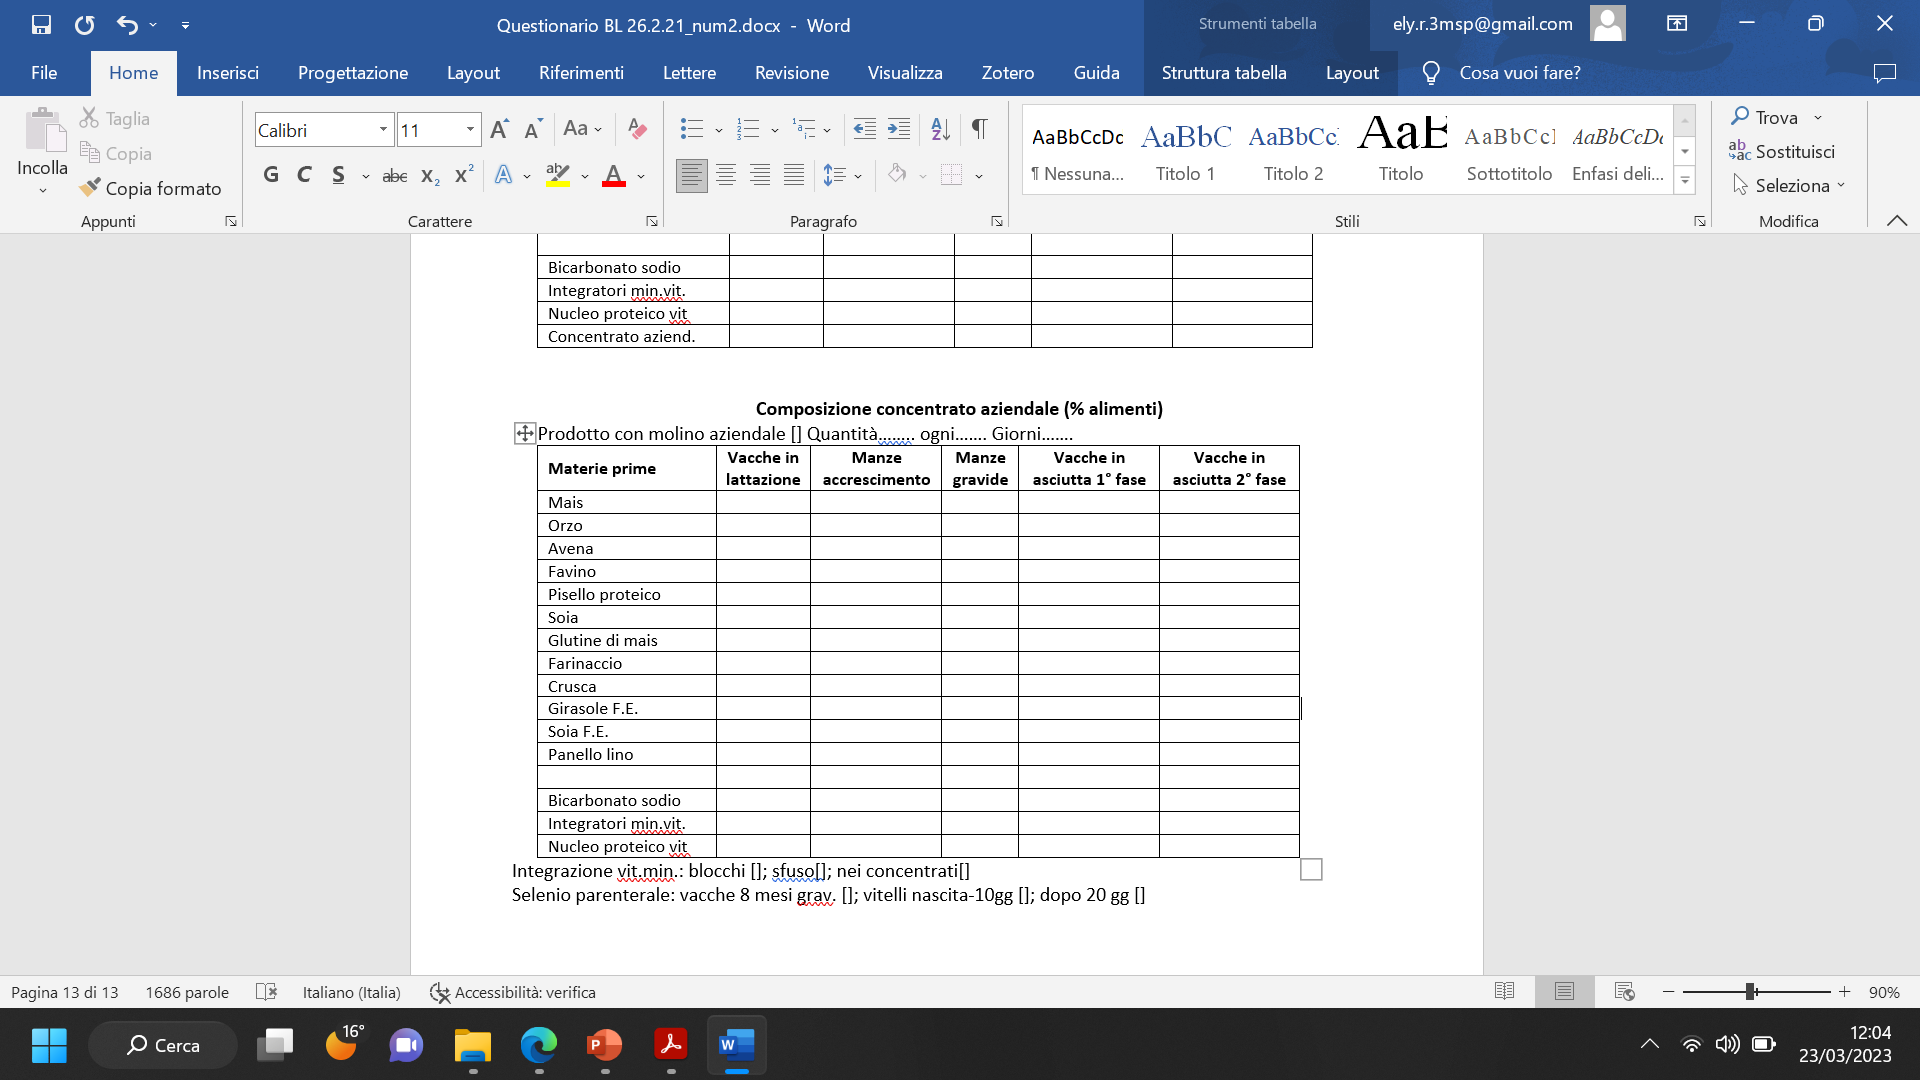 Questionario BL 26.2.21_num2.docx - Word
Strumenti tabella
ely.r.3msp@gmail.com
File Home Inserisci Progettazione Layout Riferimenti Lettere Revisione Visualizza Zotero Guida Struttura tabella Layout Cosa vuoi fare?
Incolla
Taglia
Copia
Copia formato
Appunti
Calibri 11
Aa
G C S abc X₂ X² A ab A
Carattere
Paragrafo
AaBbCcDc AaBbC AaBbCc AaB AaBbCcI AaBbCcDc
¶ Nessuna... Titolo 1 Titolo 2 Titolo Sottotitolo Enfasi deli...
Stili
Trova
Sostituisci
Seleziona
Modifica
Bicarbonato sodio
Integratori min.vit.
Nucleo proteico vit
Concentrato aziend.
Composizione concentrato aziendale (% alimenti)
Prodotto con molino aziendale [] Quantità........ ogni....... Giorni.......
Materie prime Vacche in lattazione Manze accrescimento Manze gravide Vacche in asciutta 1° fase Vacche in asciutta 2° fase
Mais
Orzo
Avena
Favino
Pisello proteico
Soia
Glutine di mais
Farinaccio
Crusca
Girasole F.E.
Soia F.E.
Panello lino
Bicarbonato sodio
Integratori min.vit.
Nucleo proteico vit
Integrazione vit.min.: blocchi []; sfuso[]; nei concentrati[]
Selenio parenterale: vacche 8 mesi grav. []; vitelli nascita-10gg []; dopo 20 gg []
Pagina 13 di 13 1686 parole Italiano (Italia) Accessibilità: verifica 90%
16°
Cerca
12:04
23/03/2023